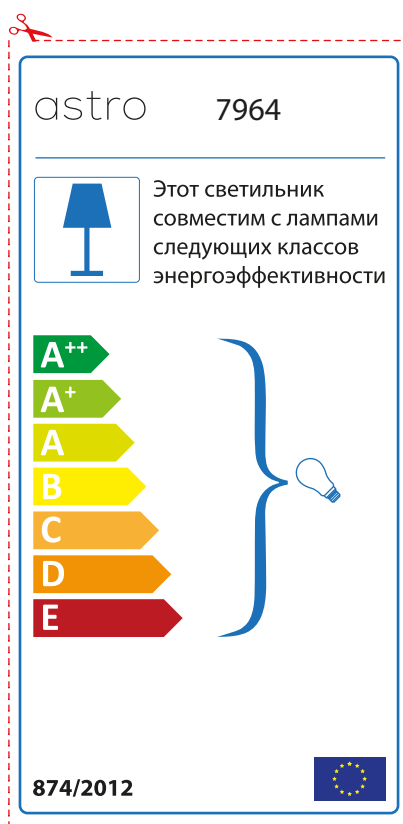 astro 7964
Этот светильник
совместим с лампами
следующих классов
энергоэффективности
A++
A+
A
B
C
D
E
874/2012